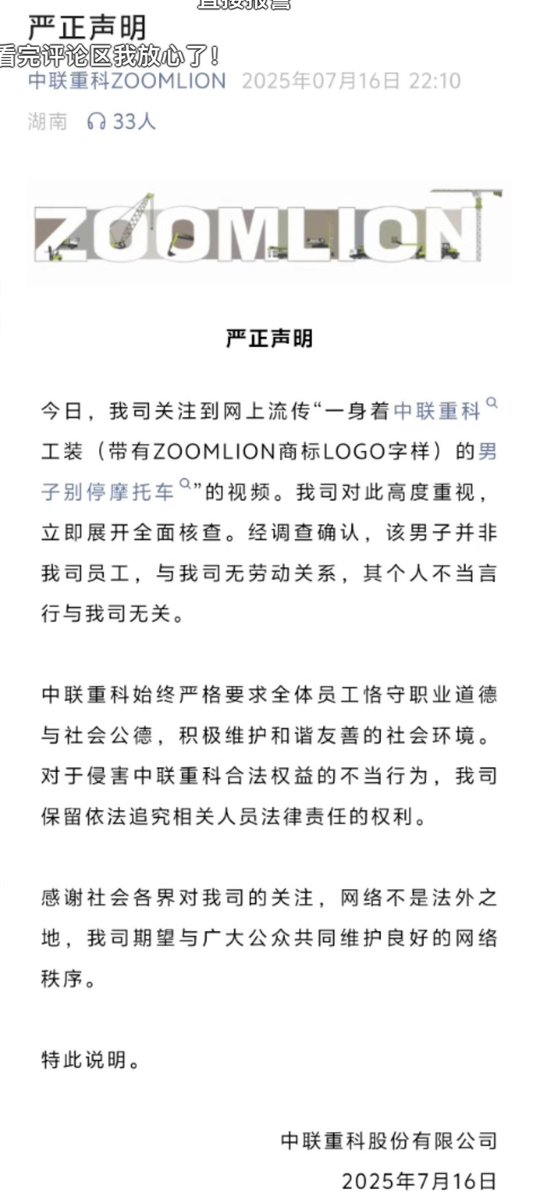 直接报警
严正声明
看完评论区我放心了！
中联重科ZOOMLION 2025年07月16日 22:10
湖南 33人
ZOOMLION
严正声明
今日，我司关注到网上流传“一身着中联重科
工装（带有ZOOMLION商标LOGO字样）的男
子别停摩托车”的视频。我司对此高度重视，
立即展开全面核查。经调查确认，该男子并非
我司员工，与我司无劳动关系，其个人不当言
行与我司无关。
中联重科始终严格要求全体员工恪守职业道德
与社会公德，积极维护和谐友善的社会环境。
对于侵害中联重科合法权益的不当行为，我司
保留依法追究相关人员法律责任的权利。
感谢社会各界对我司的关注，网络不是法外之
地，我司期望与广大公众共同维护良好的网络
秩序。
特此说明。
中联重科股份有限公司
2025年7月16日